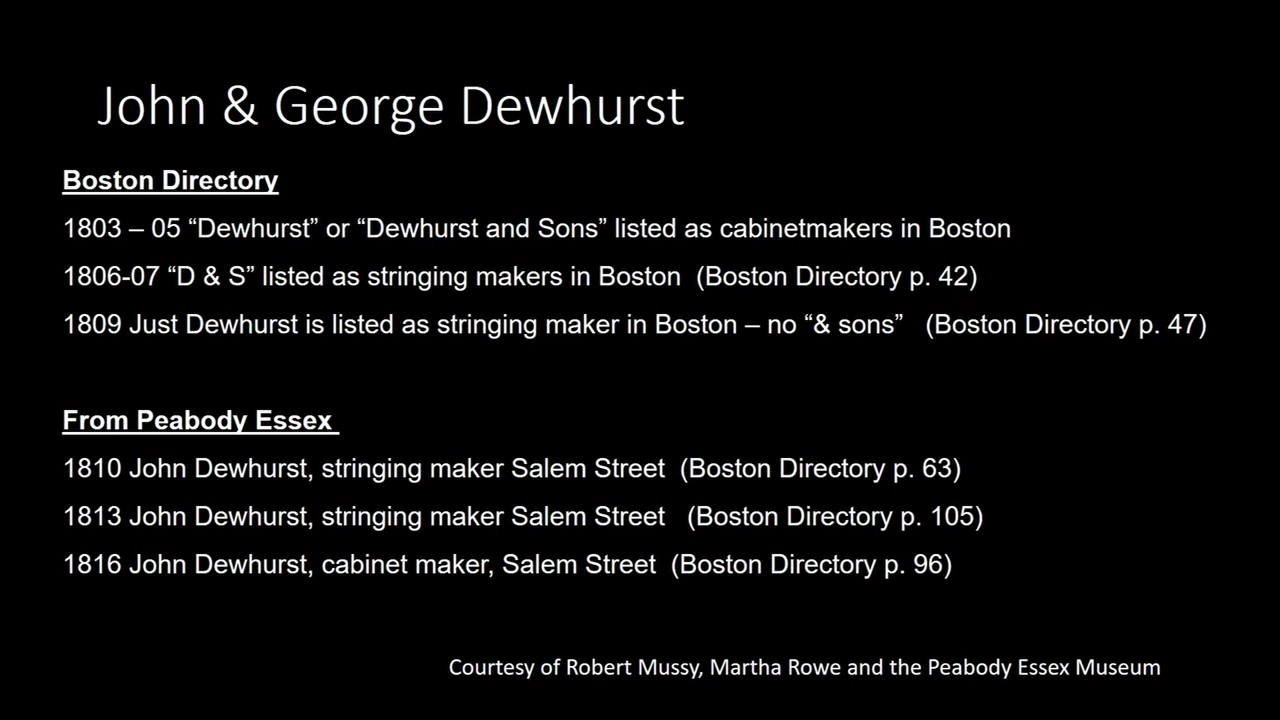 John & George Dewhurst
Boston Directory
1803 – 05 “Dewhurst” or “Dewhurst and Sons” listed as cabinetmakers in Boston
1806-07 “D & S” listed as stringing makers in Boston (Boston Directory p. 42)
1809 Just Dewhurst is listed as stringing maker in Boston – no “& sons” (Boston Directory p. 47)
From Peabody Essex
1810 John Dewhurst, stringing maker Salem Street (Boston Directory p. 63)
1813 John Dewhurst, stringing maker Salem Street (Boston Directory p. 105)
1816 John Dewhurst, cabinet maker, Salem Street (Boston Directory p. 96)
Courtesy of Robert Mussy, Martha Rowe and the Peabody Essex Museum